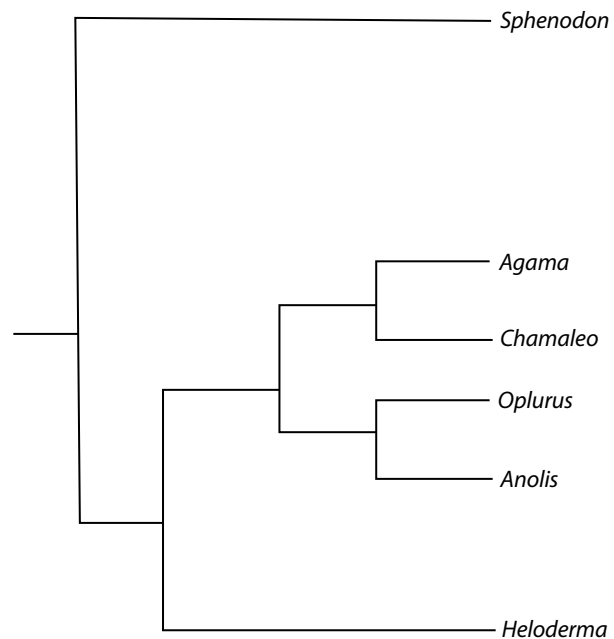 Sphenodon
Agama
Chamaleo
Oplurus
Anolis
Heloderma